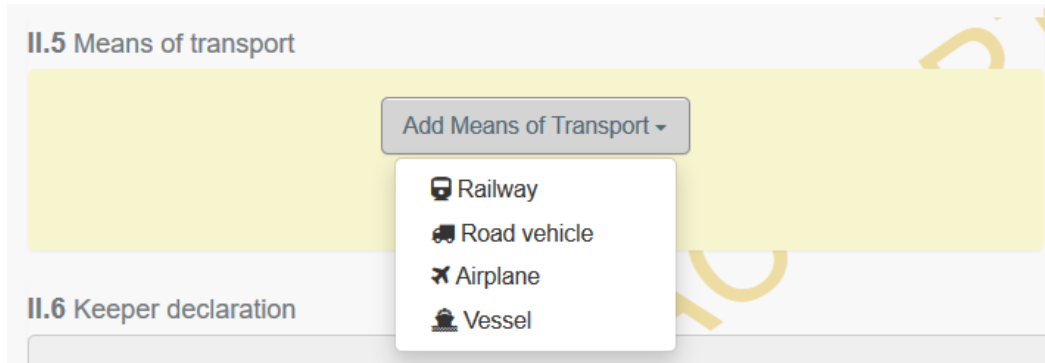 II.5 Means of transport
Add Means of Transport
Railway
Road vehicle
Airplane
Vessel
II.6 Keeper declaration